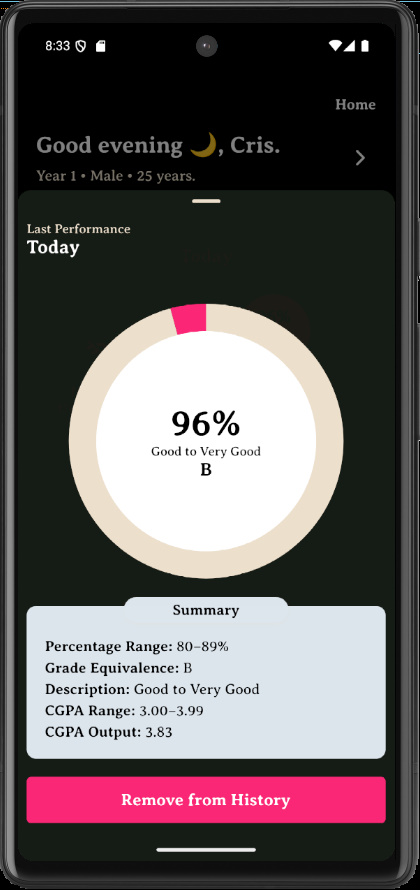 8:33
Home
Good evening 🌙, Cris.
Year 1 • Male • 25 years.
Last Performance
Today
96%
Good to Very Good
B
Summary
Percentage Range: 80–89%
Grade Equivalence: B
Description: Good to Very Good
CGPA Range: 3.00–3.99
CGPA Output: 3.83
Remove from History